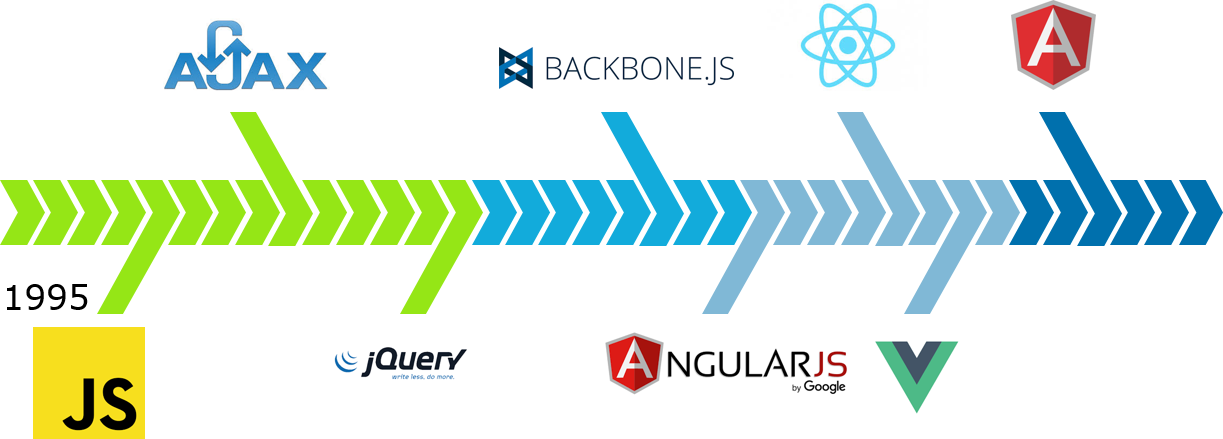 AJAX
BACKBONE.JS
A
1995
JS
jQuery
write less, do more.
ANGULARJS
by Google